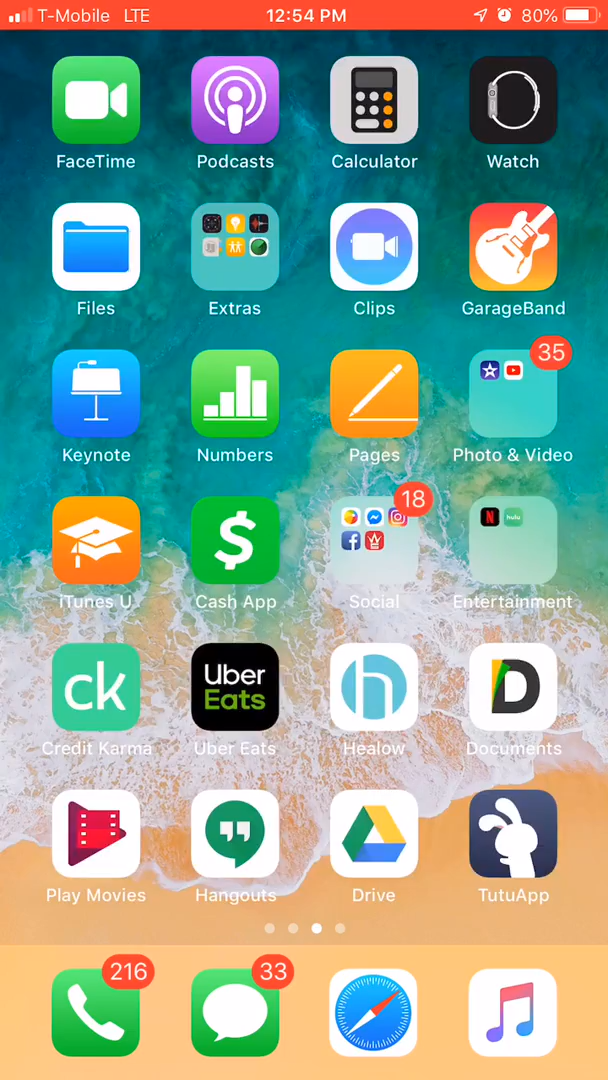 T-Mobile LTE 12:54 PM 80%
FaceTime Podcasts Calculator Watch
Files Extras Clips GarageBand
35
Keynote Numbers Pages Photo & Video
18
hulu
iTunes U Cash App Social Entertainment
ck Uber Eats h D
Credit Karma Uber Eats Healow Documents
Play Movies Hangouts Drive TutuApp
216 33